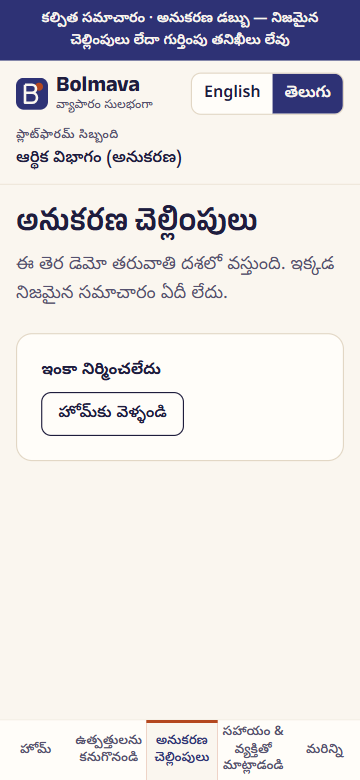 కల్పిత సమాచారం · అనుకరణ డబ్బు — నిజమైన
చెల్లింపులు లేదా గుర్తింపు తనిఖీలు లేవు
Bolmava
వ్యాపారం సులభంగా
English
తెలుగు
ప్లాట్‌ఫారమ్ సిబ్బంది
ఆర్థిక విభాగం (అనుకరణ)
అనుకరణ చెల్లింపులు
ఈ తెర డెమో తరువాతి దశలో వస్తుంది. ఇక్కడ
నిజమైన సమాచారం ఏదీ లేదు.
ఇంకా నిర్మించలేదు
హోమ్‌కు వెళ్ళండి
హోమ్
ఉత్పత్తులను
కనుగొనండి
అనుకరణ
చెల్లింపులు
సహాయం &
వ్యక్తితో
మాట్లాడండి
మరిన్ని